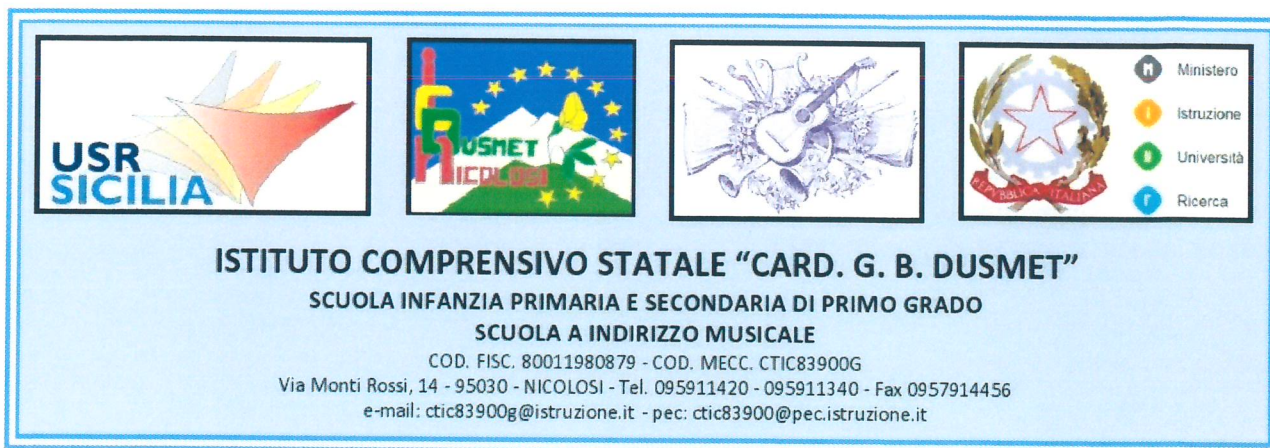 USR
SICILIA
IC
DUSMET
NICOLOSI
REPVBBLICA ITALIANA
M Ministero
i Istruzione
U Università
r Ricerca
ISTITUTO COMPRENSIVO STATALE “CARD. G. B. DUSMET”
SCUOLA INFANZIA PRIMARIA E SECONDARIA DI PRIMO GRADO
SCUOLA A INDIRIZZO MUSICALE
COD. FISC. 80011980879 - COD. MECC. CTIC83900G
Via Monti Rossi, 14 - 95030 - NICOLOSI - Tel. 095911420 - 095911340 - Fax 0957914456
e-mail: ctic83900g@istruzione.it - pec: ctic83900@pec.istruzione.it